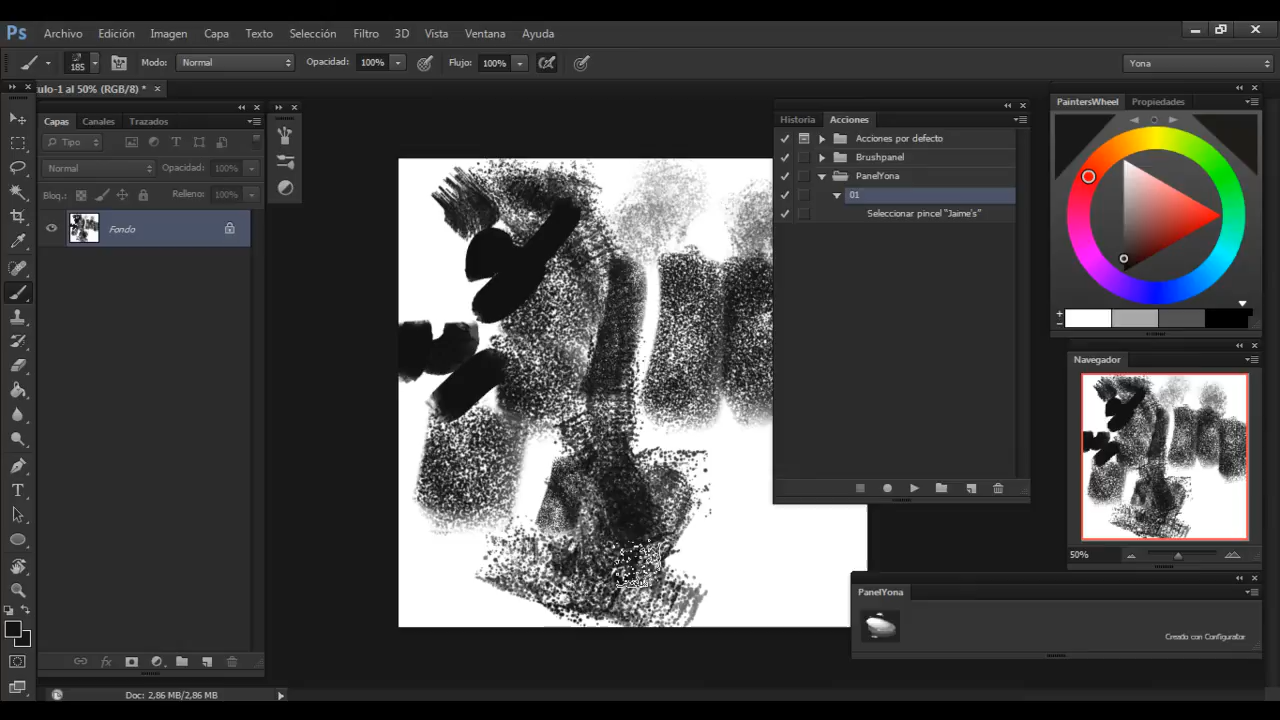 Ps Archivo Edición Imagen Capa Texto Selección Filtro 3D Vista Ventana Ayuda
185 Modo: Normal Opacidad: 100% Flujo: 100% Yona
ulo-1 al 50% (RGB/8) *
Capas Canales Trazados
Tipo
Normal Opacidad: 100%
Bloq.: Relleno: 100%
Fondo
Historia Acciones
Acciones por defecto
Brushpanel
PanelYona
01
Seleccionar pincel "Jaime's"
PaintersWheel Propiedades
Navegador
50%
PanelYona
Creado con Configurator
Doc: 2,86 MB/2,86 MB